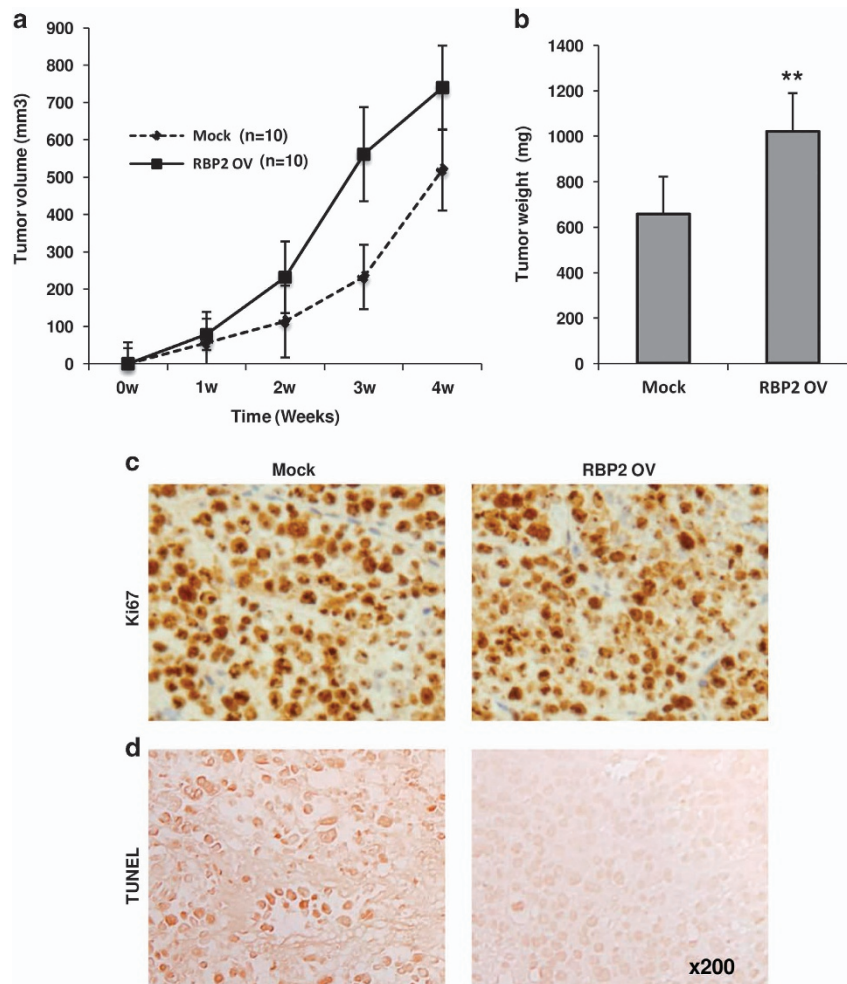 a
Tumor volume (mm3)
900
800
700
600
500
400
300
200
100
0
Mock (n=10)
RBP2 OV (n=10)
0w 1w 2w 3w 4w
Time (Weeks)
b
Tumor weight (mg)
1400
1200
1000
800
600
400
200
0
**
Mock RBP2 OV
c
Mock RBP2 OV
Ki67
d
TUNEL
x200